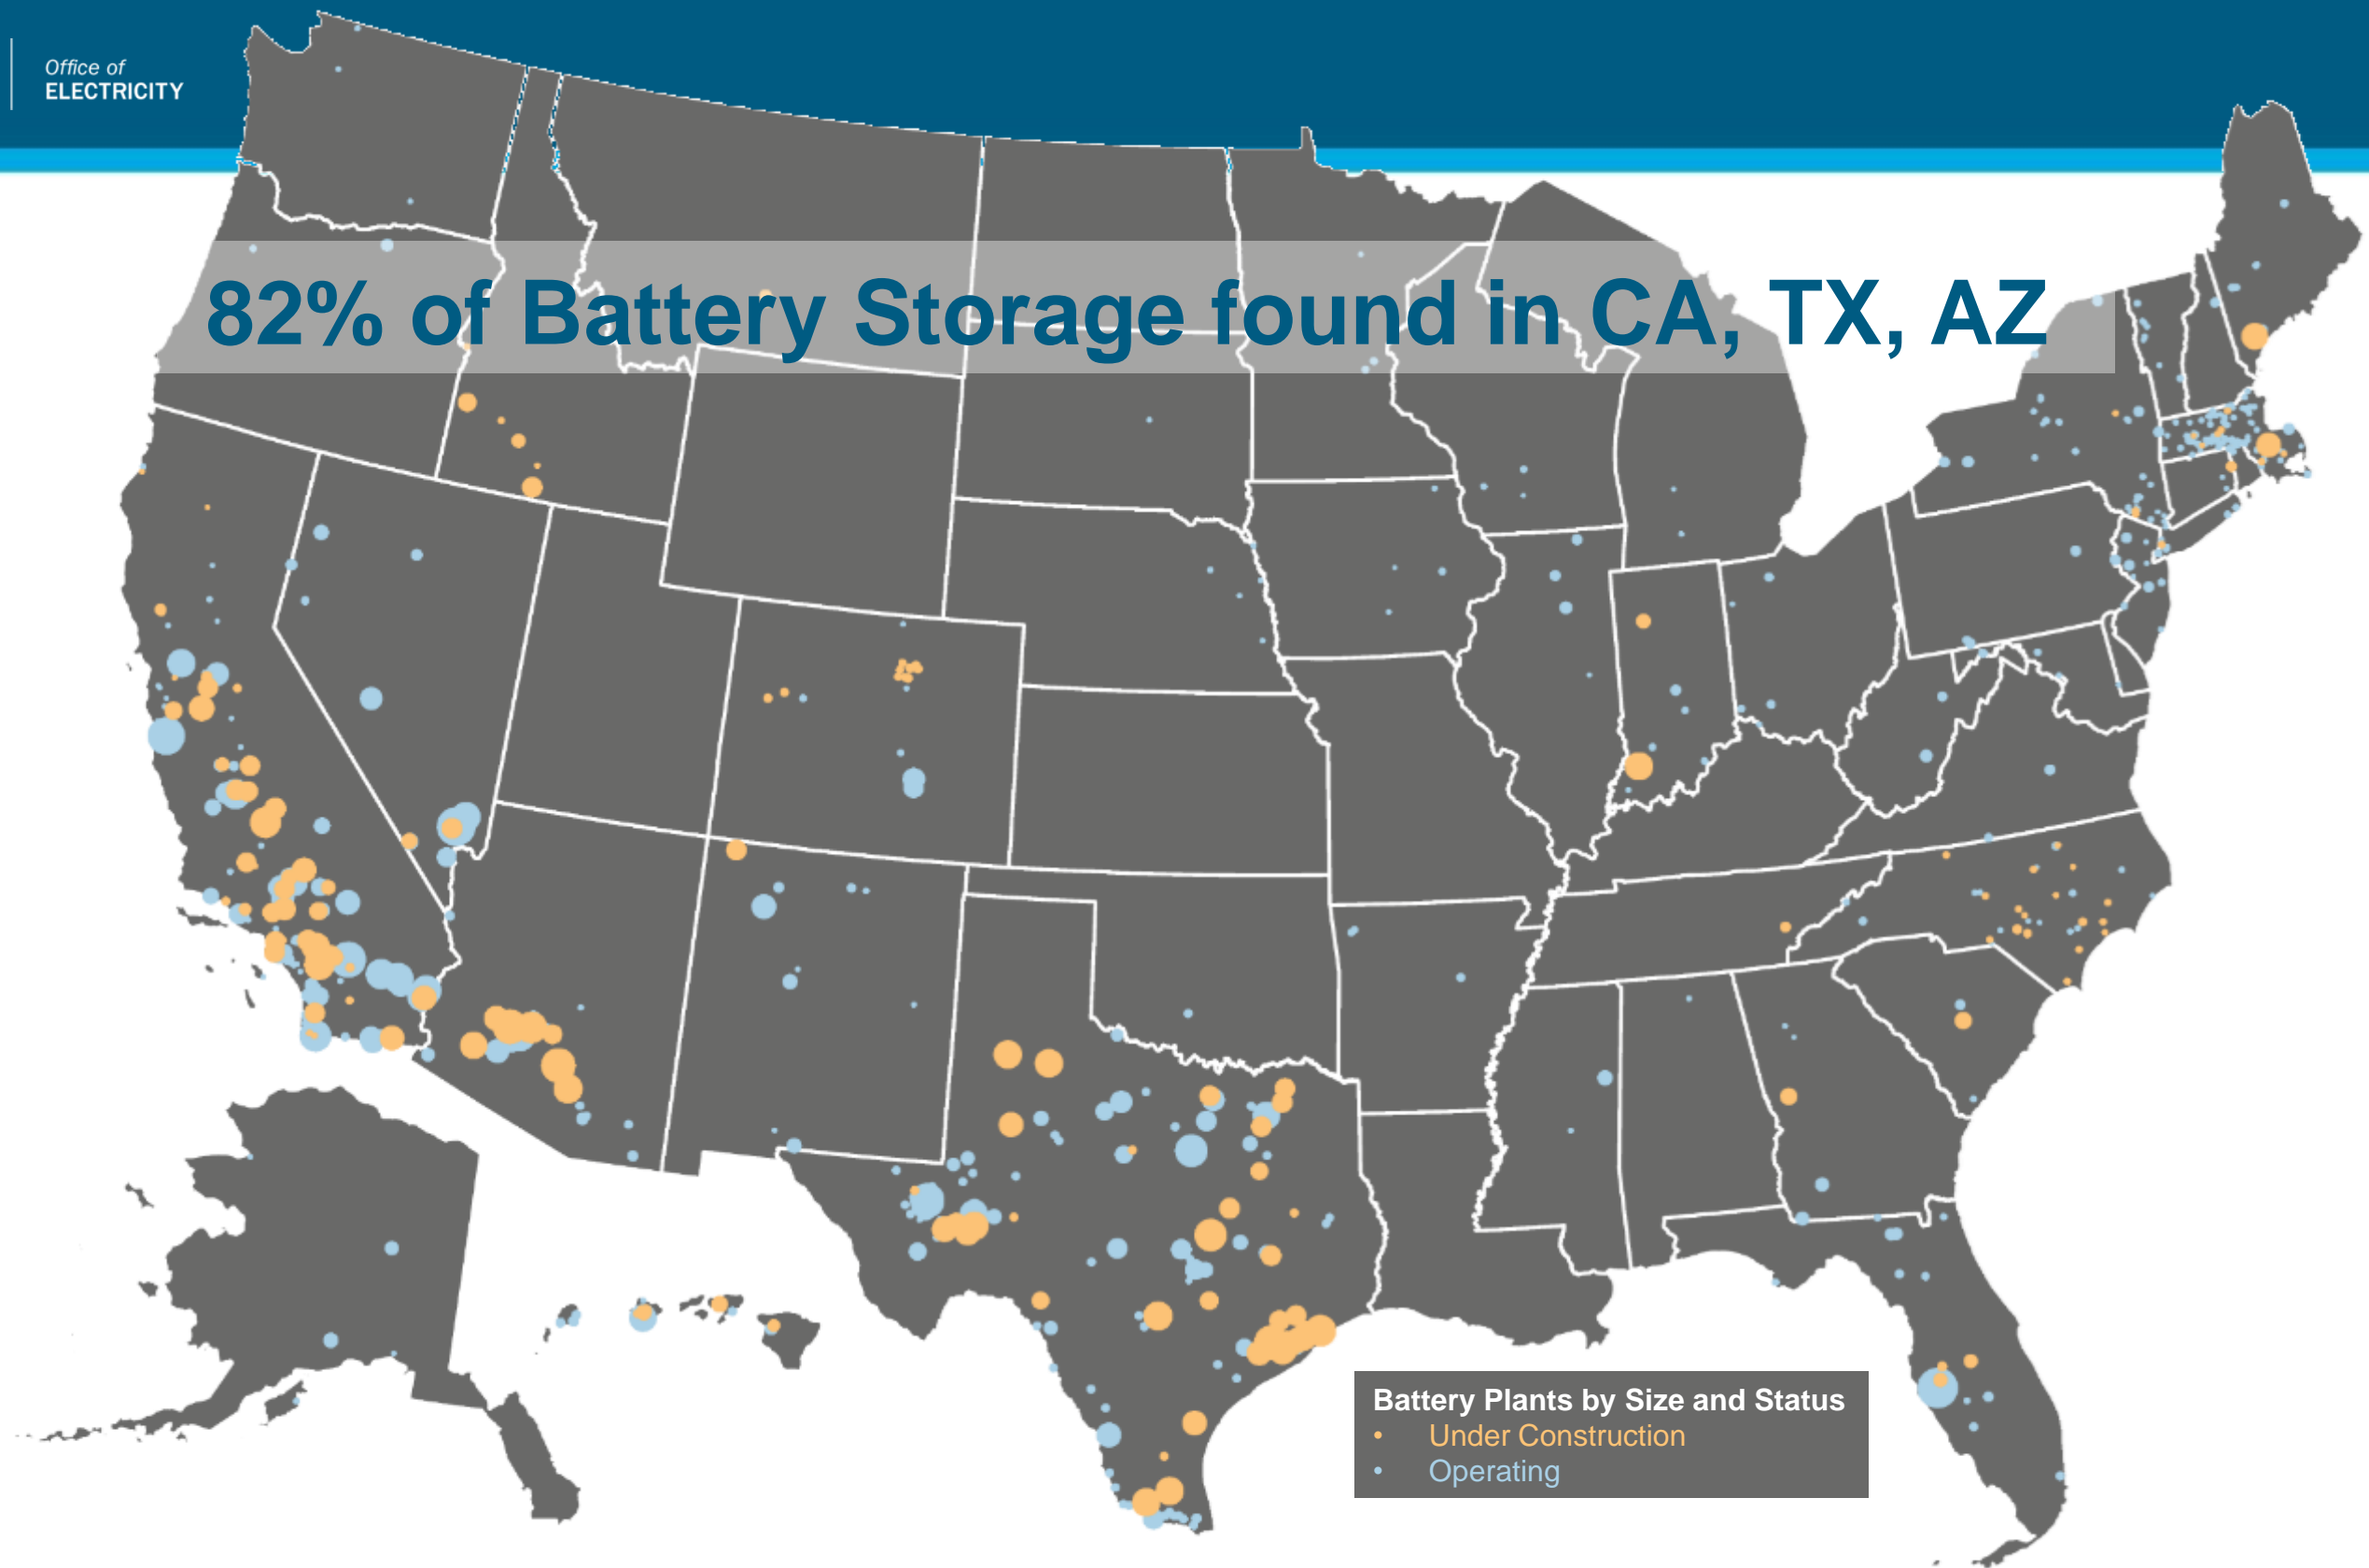 Office of
ELECTRICITY
82% of Battery Storage found in CA, TX, AZ
Battery Plants by Size and Status
• Under Construction
• Operating